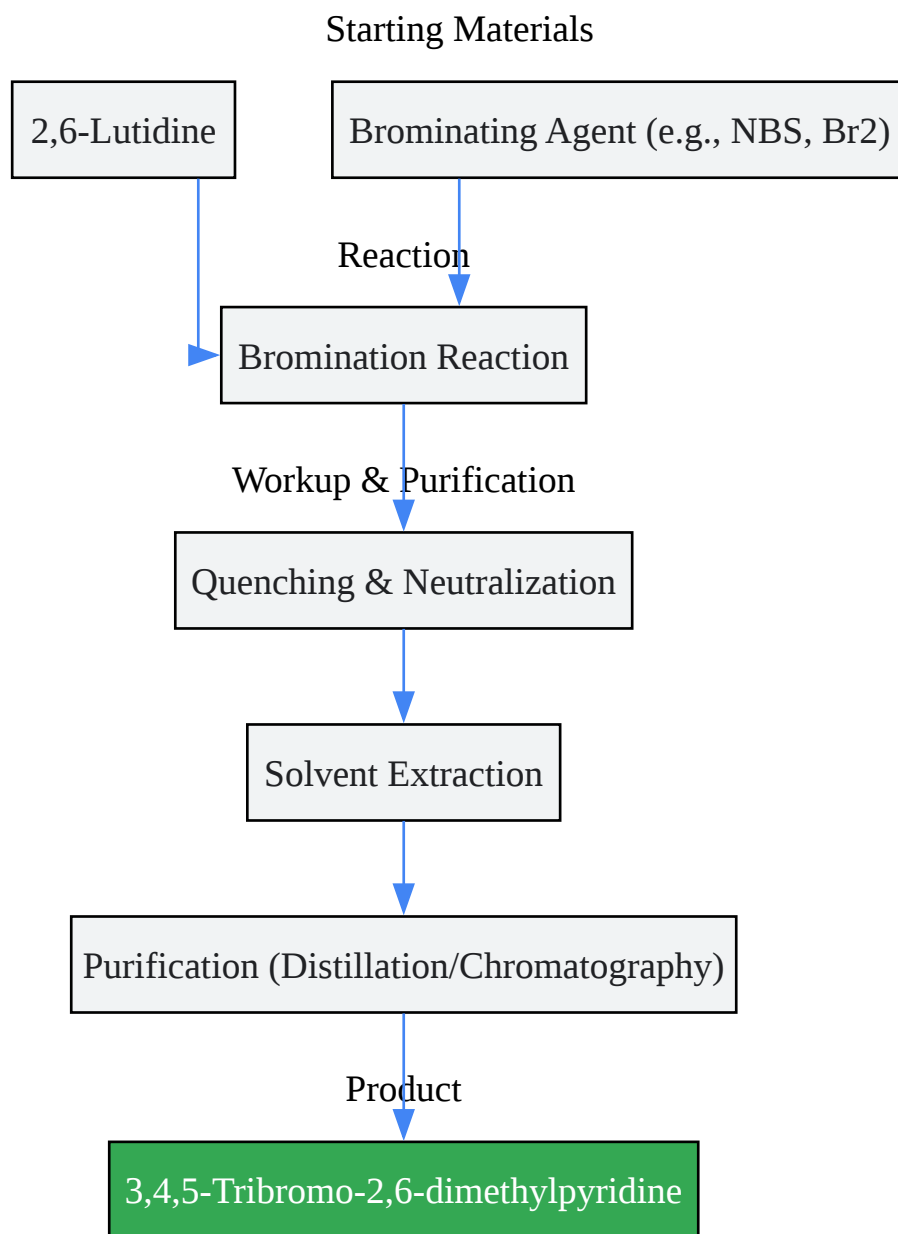 Starting Materials
2,6-Lutidine
Brominating Agent (e.g., NBS, Br2)
Reaction
Bromination Reaction
Workup & Purification
Quenching & Neutralization
Solvent Extraction
Purification (Distillation/Chromatography)
Product
3,4,5-Tribromo-2,6-dimethylpyridine